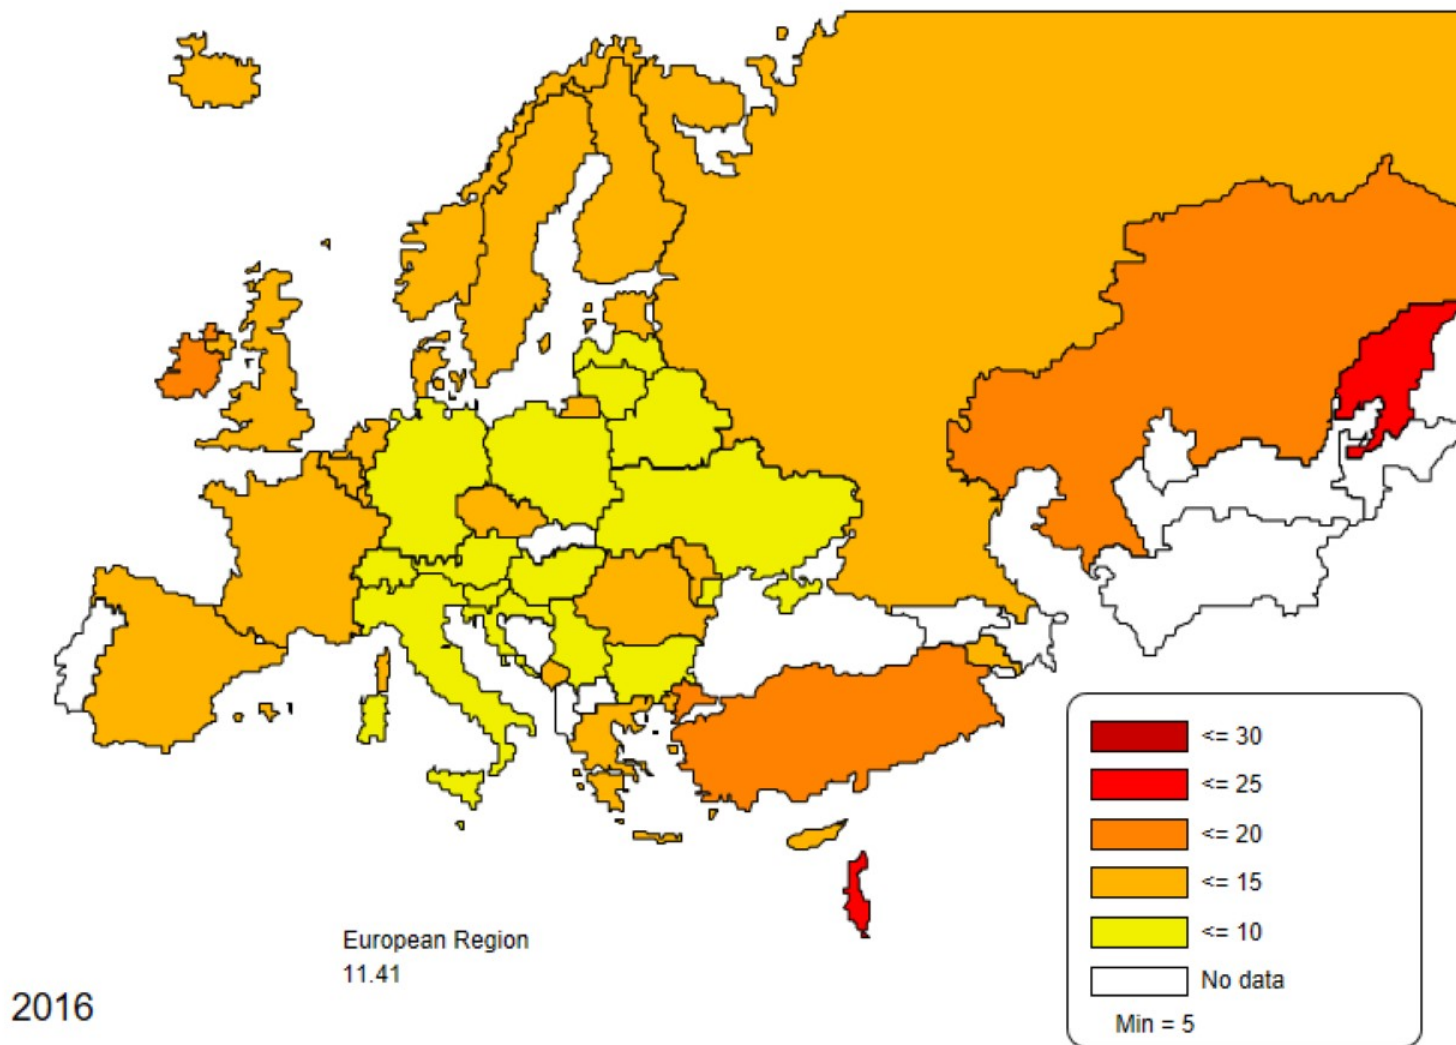 European Region
11.41
2016
<= 30
<= 25
<= 20
<= 15
<= 10
No data
Min = 5